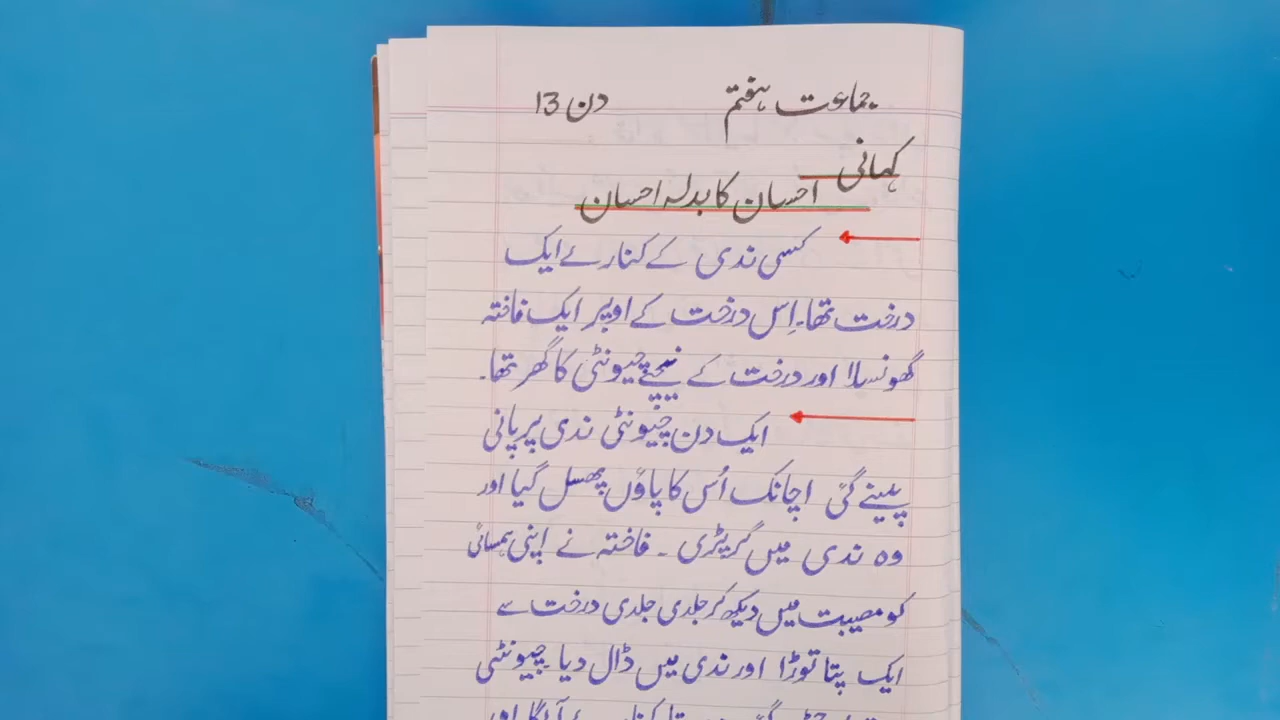 جماعت ہفتم دن 13
کہانی
احسان کا بدلہ احسان
کسی ندی کے کنارے ایک
درخت تھا۔ اِس درخت کے اوپر ایک فاختہ
گھونسلا اور درخت کے نیچے چیونٹی کا گھر تھا۔
ایک دن چیونٹی ندی پر پانی
پینے گئی اچانک اُس کا پاؤں پھسل گیا اور
وہ ندی میں گر پڑی ۔ فاختہ نے اپنی ہمسائی
کو مصیبت میں دیکھ کر جلدی جلدی درخت سے
ایک پتا توڑا اور ندی میں ڈال دیا۔ چیونٹی